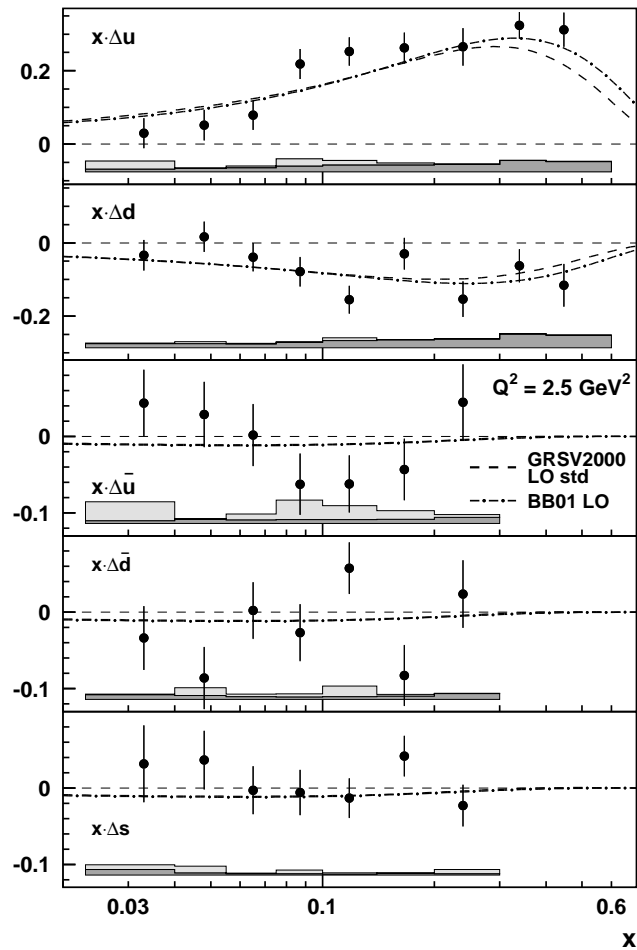 x·Δu
0.2
0
x·Δd
0
-0.2
Q² = 2.5 GeV²
0
GRSV2000
LO std
x·Δū
BB01 LO
-0.1
x·Δd̄
0
-0.1
0
x·Δs
-0.1
0.03 0.1 0.6
x